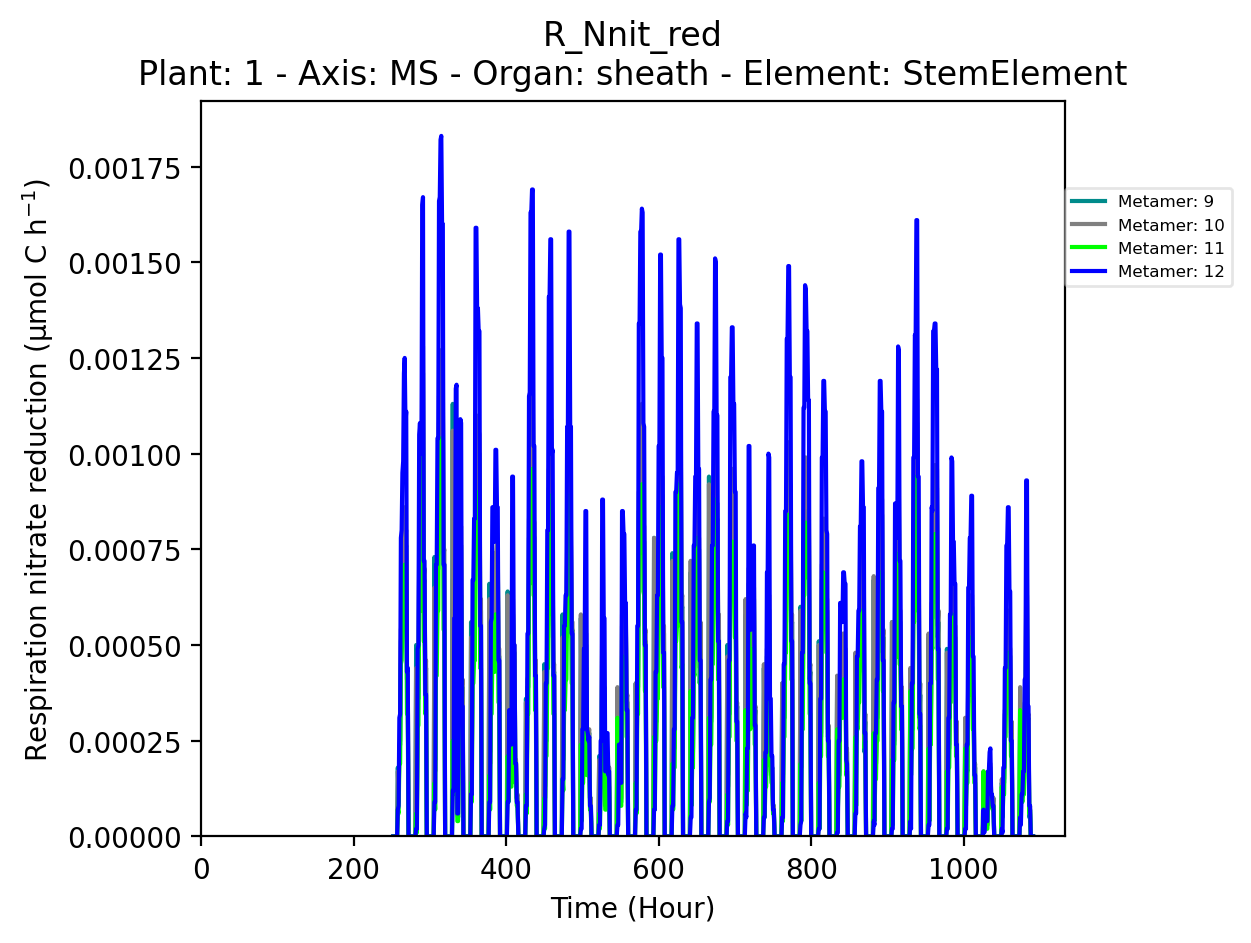 R_Nnit_red
Plant: 1 - Axis: MS - Organ: sheath - Element: StemElement
Respiration nitrate reduction (µmol C h⁻¹)
0.00175
0.00150
0.00125
0.00100
0.00075
0.00050
0.00025
0.00000
0
200
400
600
800
1000
Time (Hour)
Metamer: 9
Metamer: 10
Metamer: 11
Metamer: 12